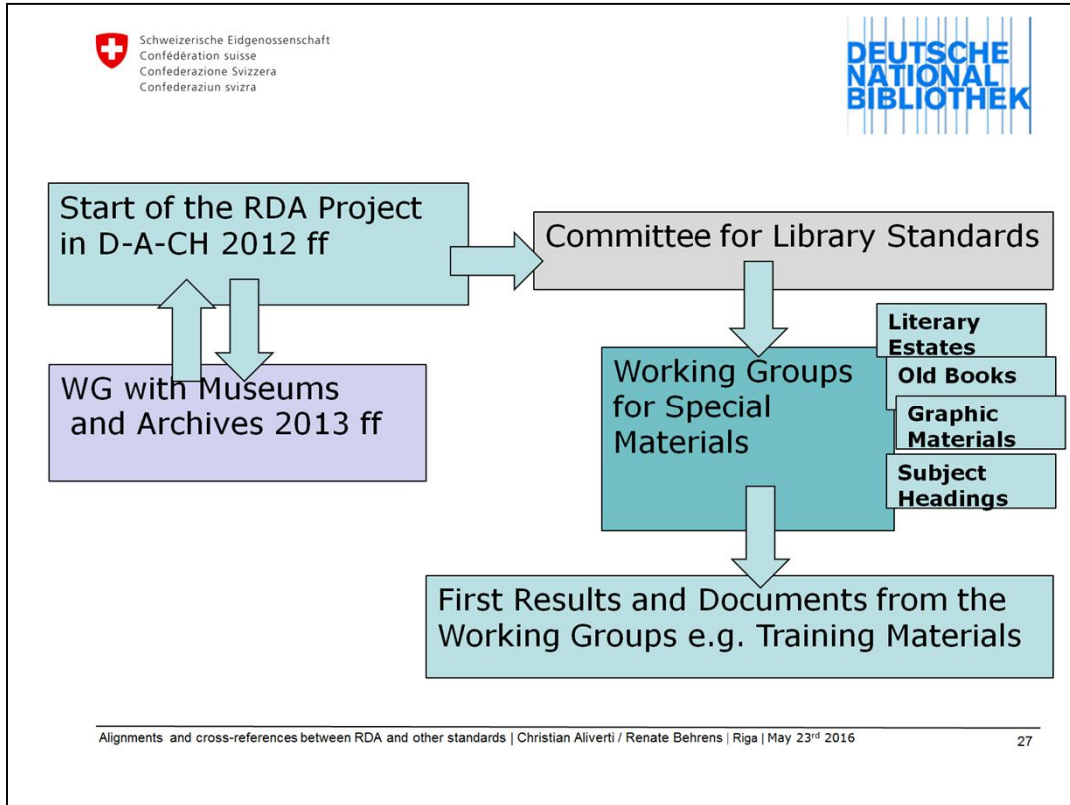 Schweizerische Eidgenossenschaft
Confédération suisse
Confederazione Svizzera
Confederaziun svizra
DEUTSCHE
NATIONAL
BIBLIOTHEK
Start of the RDA Project
in D-A-CH 2012 ff
Committee for Library Standards
WG with Museums
and Archives 2013 ff
Working Groups
for Special
Materials
Literary
Estates
Old Books
Graphic
Materials
Subject
Headings
First Results and Documents from the
Working Groups e.g. Training Materials
Alignments and cross-references between RDA and other standards | Christian Aliverti / Renate Behrens | Riga | May 23rd 2016
27